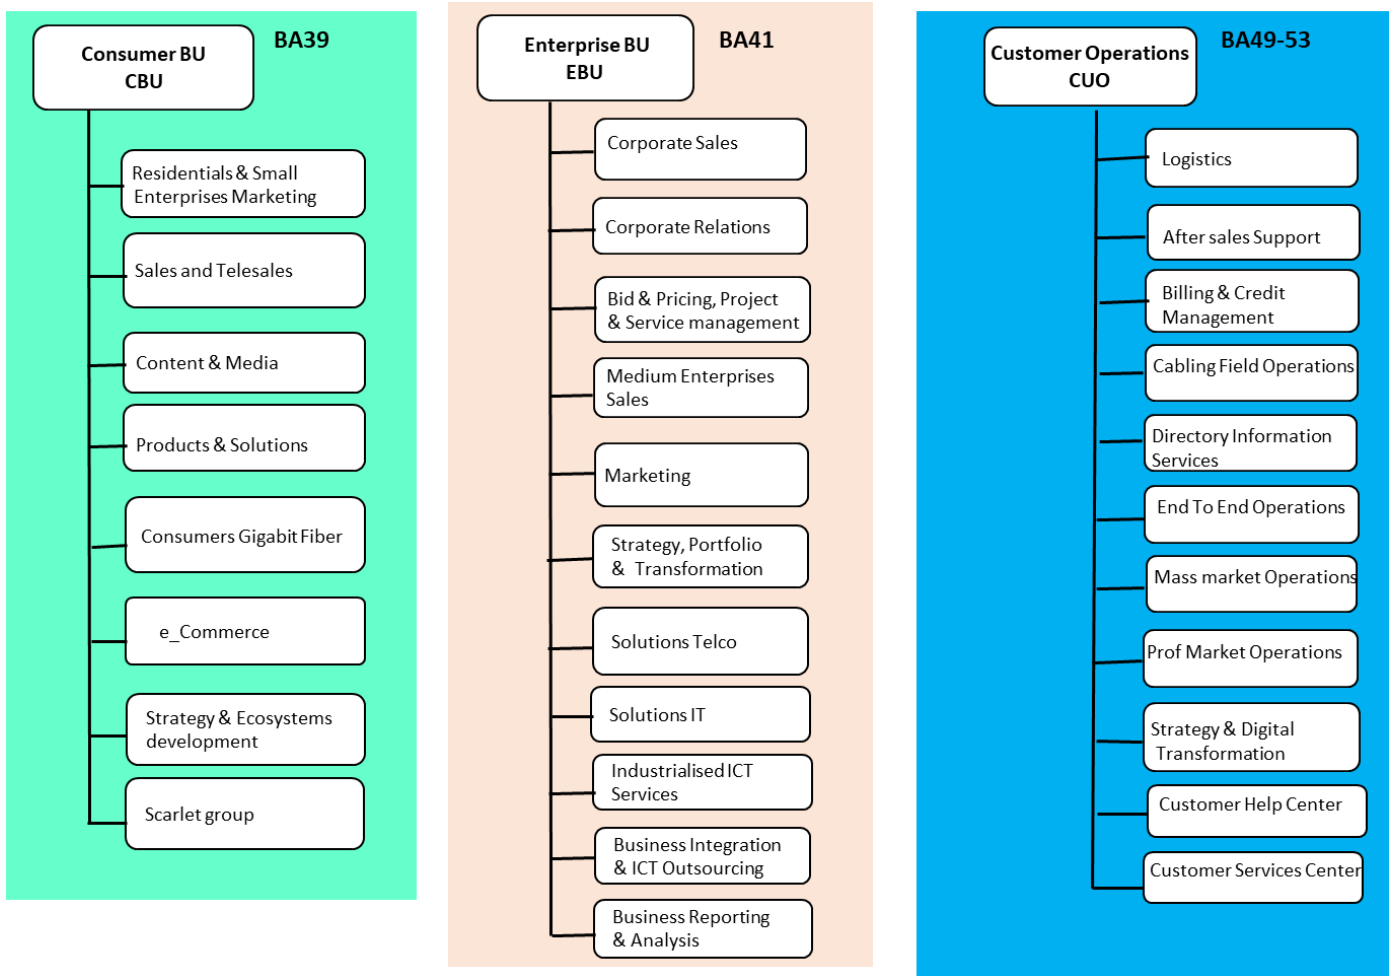 Consumer BU
CBU
BA39
Residentials & Small
Enterprises Marketing
Sales and Telesales
Content & Media
Products & Solutions
Consumers Gigabit Fiber
e_Commerce
Strategy & Ecosystems
development
Scarlet group
Enterprise BU
EBU
BA41
Corporate Sales
Corporate Relations
Bid & Pricing, Project
& Service management
Medium Enterprises
Sales
Marketing
Strategy, Portfolio
& Transformation
Solutions Telco
Solutions IT
Industrialised ICT
Services
Business Integration
& ICT Outsourcing
Business Reporting
& Analysis
Customer Operations
CUO
BA49-53
Logistics
After sales Support
Billing & Credit
Management
Cabling Field Operations
Directory Information
Services
End To End Operations
Mass market Operations
Prof Market Operations
Strategy & Digital
Transformation
Customer Help Center
Customer Services Center